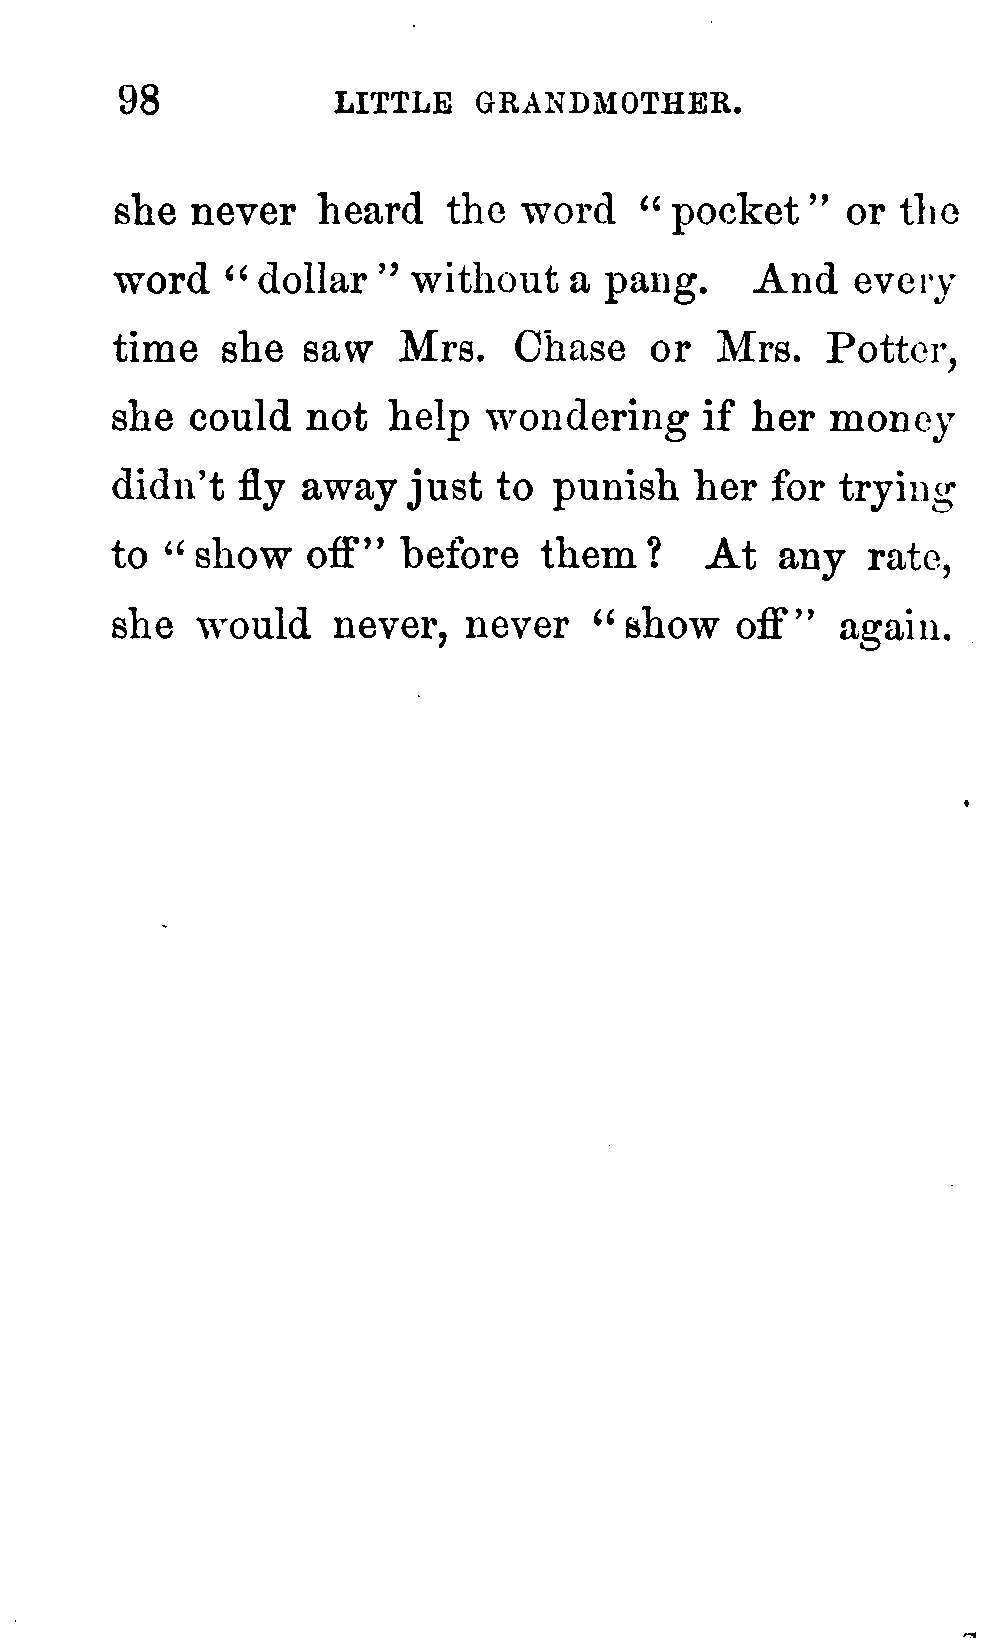 98 LITTLE GRANDMOTHER.
she never heard the word “pocket” or the
word “dollar” without a pang. And every
time she saw Mrs. Chase or Mrs. Potter,
she could not help wondering if her money
didn't fly away just to punish her for trying
to “show off” before them? At any rate,
she would never, never “show off” again.